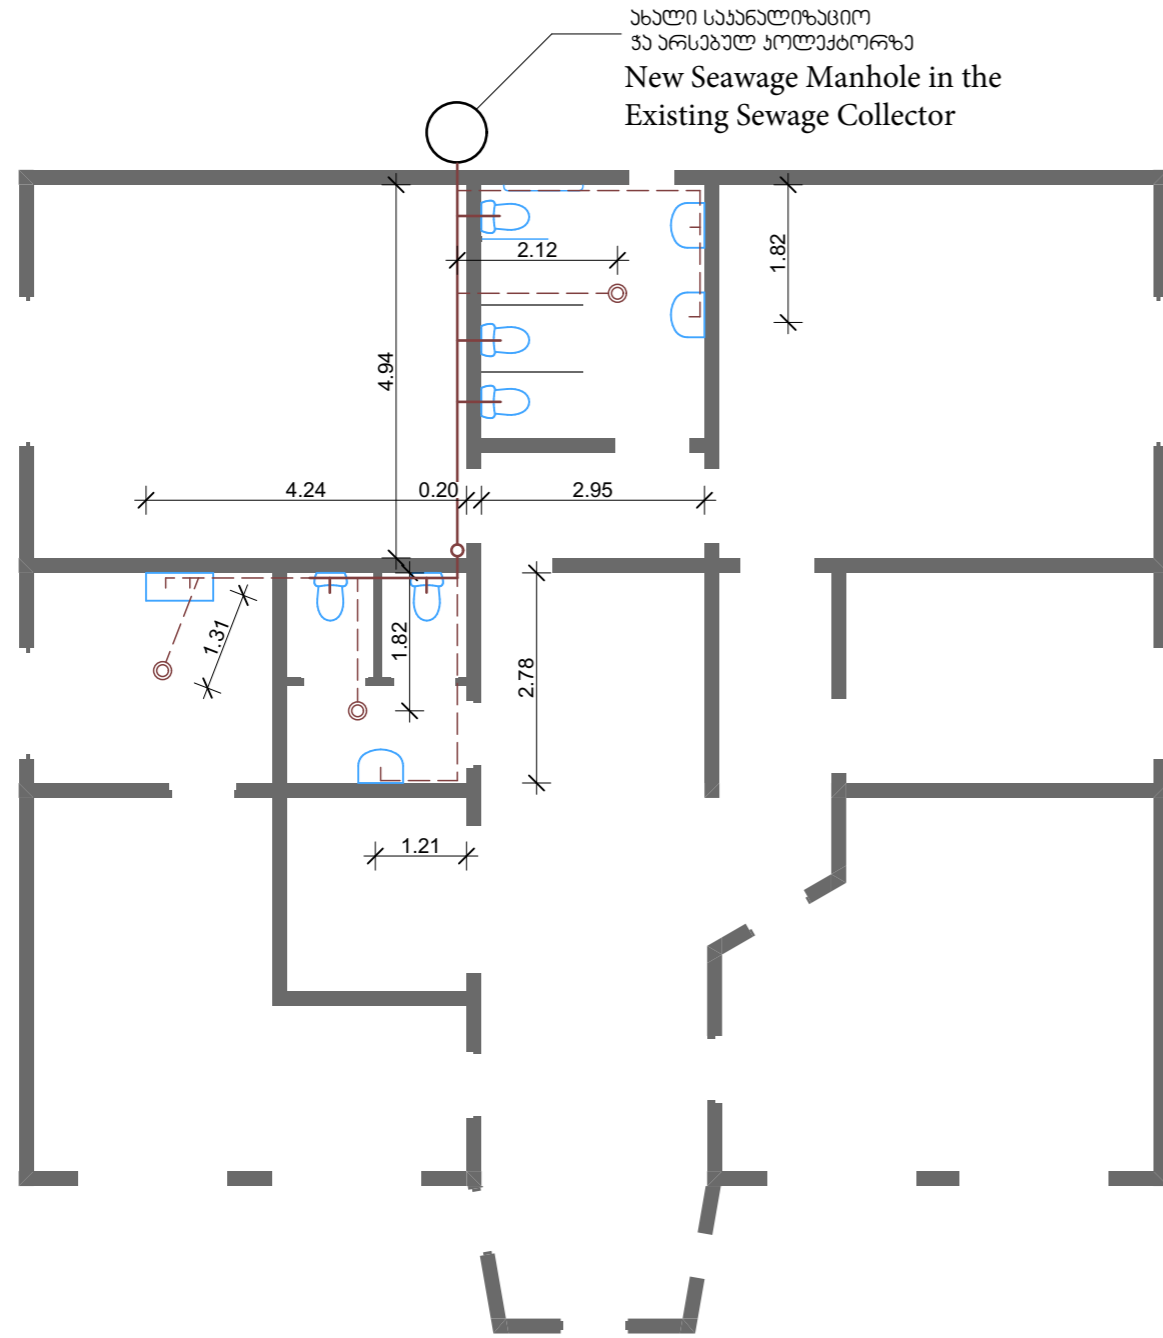 ახალი საკანალიზაციო
ჭა არსებულ კოლექტორზე
New Seawage Manhole in the
Existing Sewage Collector
2.12
1.82
4.94
4.24
0.20
2.95
1.31
1.82
2.78
1.21